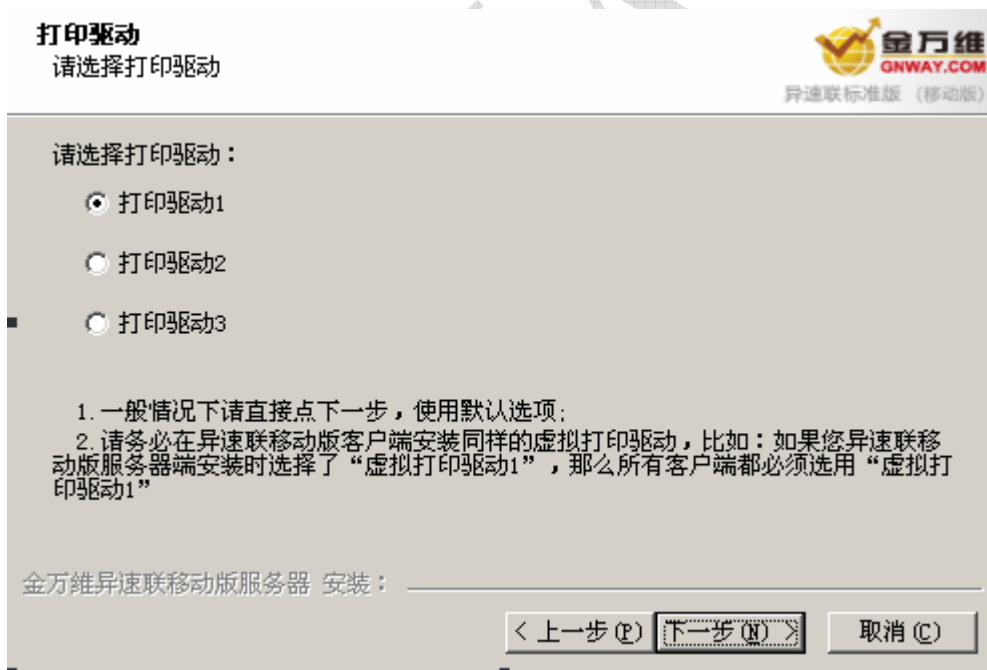 打印驱动
请选择打印驱动
金万维
GNWAY.COM
异速联标准版 (移动版)
请选择打印驱动：
打印驱动1
打印驱动2
打印驱动3
1.一般情况下请直接点下一步，使用默认选项;
2.请务必在异速联移动版客户端安装同样的虚拟打印驱动，比如：如果您异速联移
动版服务器端安装时选择了“虚拟打印驱动1”，那么所有客户端都必须选用“虚拟打
印驱动1”
金万维异速联移动版服务器 安装：
< 上一步(P) 下一步(N) > 取消(C)